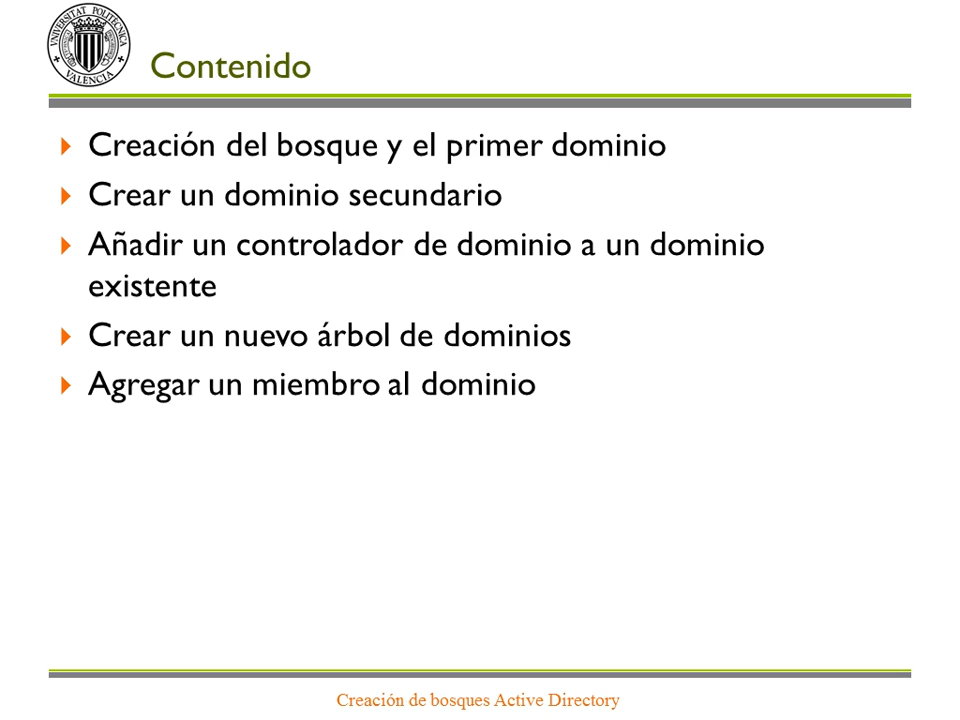 UNIVERSITAT POLITECNICA
VALENCIA
Contenido
Creación del bosque y el primer dominio
Crear un dominio secundario
Añadir un controlador de dominio a un dominio
existente
Crear un nuevo árbol de dominios
Agregar un miembro al dominio
Creación de bosques Active Directory